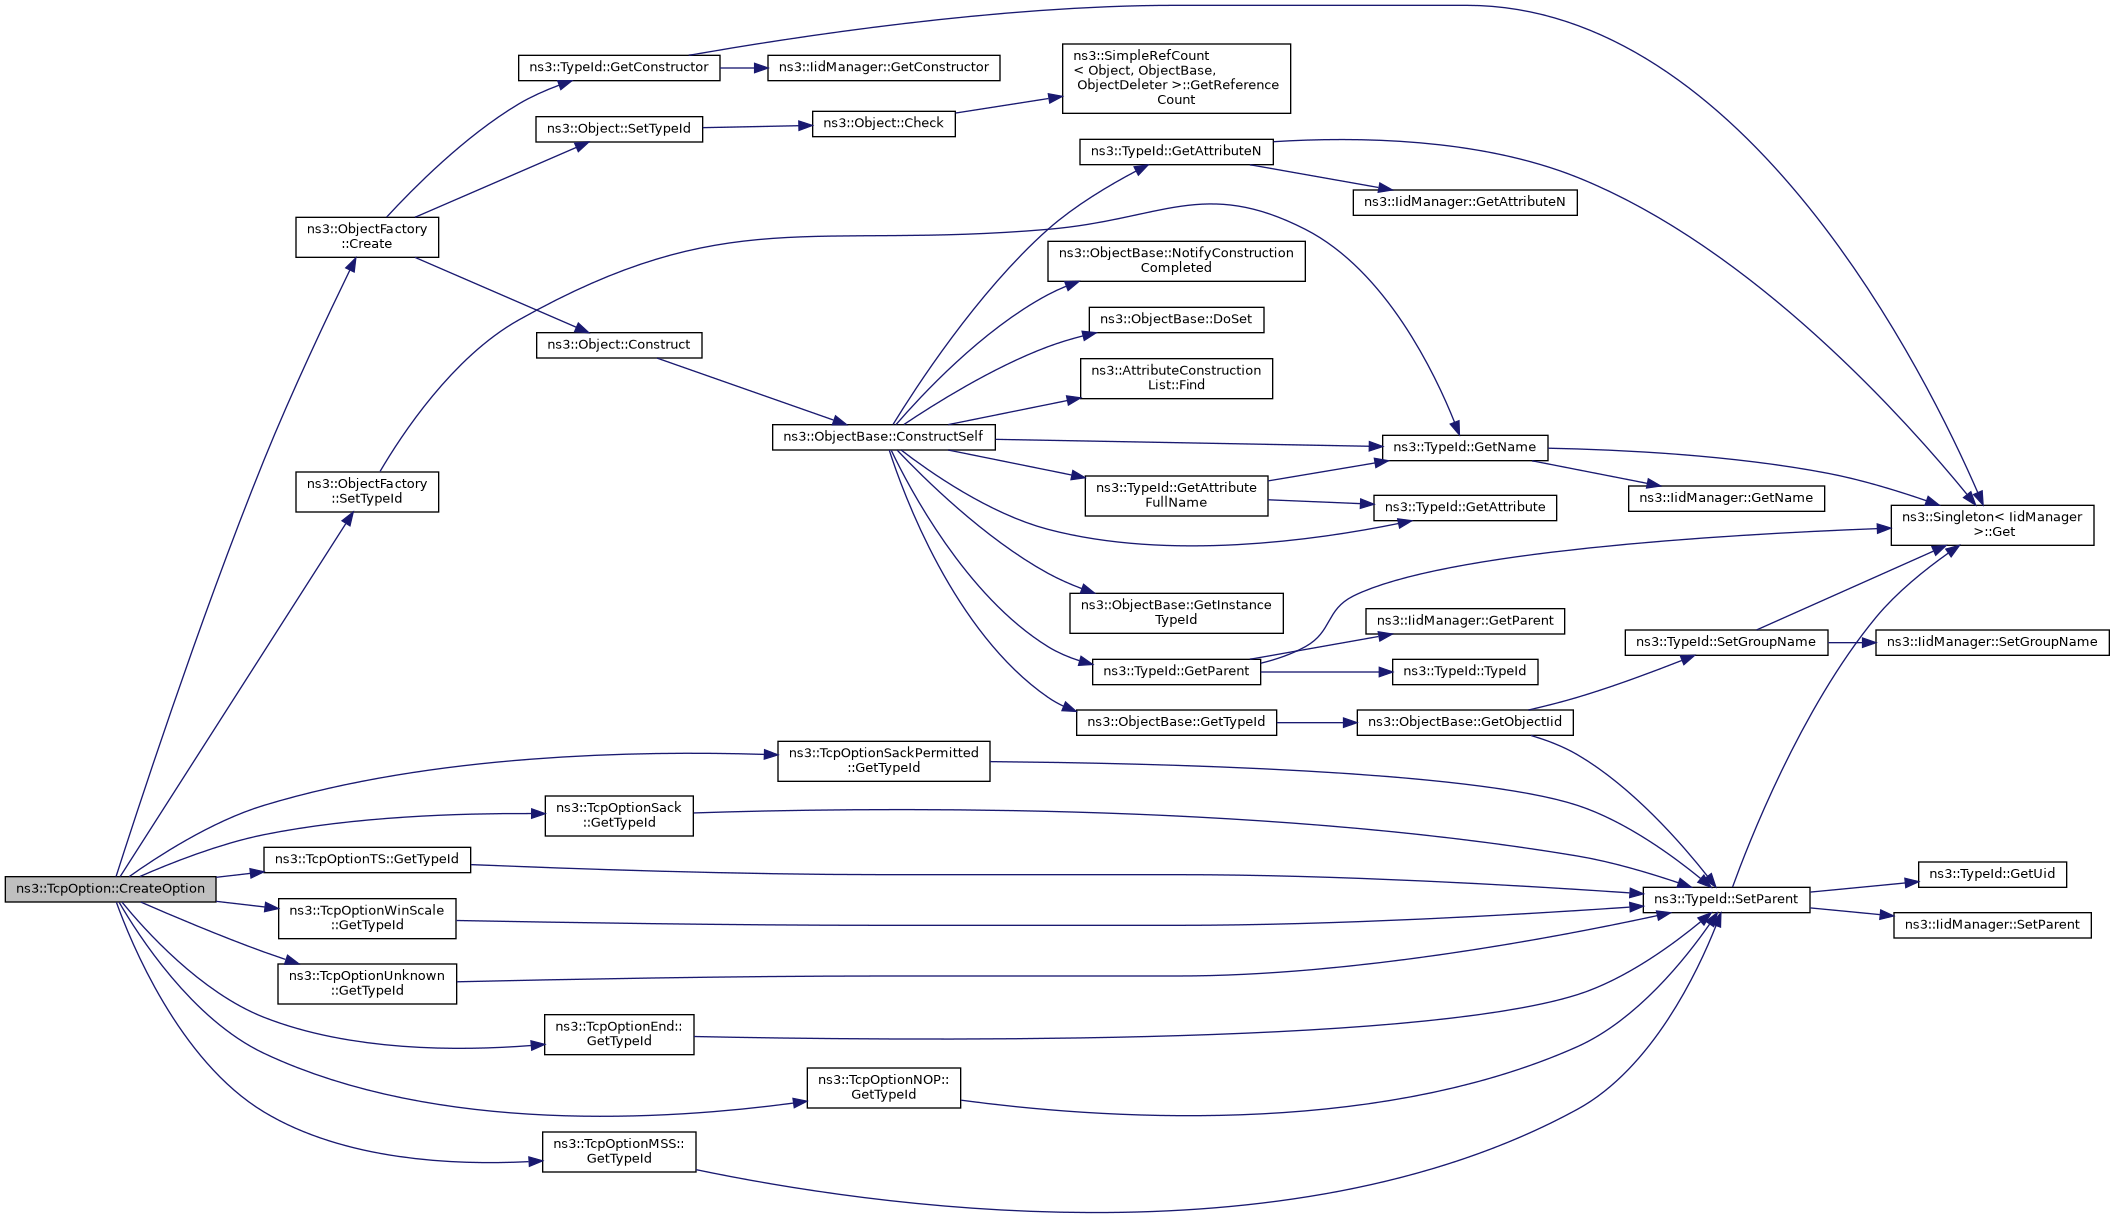 ns3::TypeId::GetConstructor
ns3::IidManager::GetConstructor
ns3::SimpleRefCount
< Object, ObjectBase,
ObjectDeleter >::GetReference
Count
ns3::Object::SetTypeId
ns3::Object::Check
ns3::TypeId::GetAttributeN
ns3::IidManager::GetAttributeN
ns3::ObjectFactory
::Create
ns3::ObjectBase::NotifyConstruction
Completed
ns3::ObjectBase::DoSet
ns3::Object::Construct
ns3::AttributeConstruction
List::Find
ns3::ObjectBase::ConstructSelf
ns3::TypeId::GetName
ns3::ObjectFactory
::SetTypeId
ns3::TypeId::GetAttribute
FullName
ns3::IidManager::GetName
ns3::TypeId::GetAttribute
ns3::Singleton< IidManager
>::Get
ns3::ObjectBase::GetInstance
TypeId
ns3::IidManager::GetParent
ns3::TypeId::SetGroupName
ns3::IidManager::SetGroupName
ns3::TypeId::GetParent
ns3::TypeId::TypeId
ns3::ObjectBase::GetTypeId
ns3::ObjectBase::GetObjectIid
ns3::TcpOptionSackPermitted
::GetTypeId
ns3::TcpOptionSack
::GetTypeId
ns3::TcpOptionTS::GetTypeId
ns3::TypeId::GetUid
ns3::TcpOption::CreateOption
ns3::TypeId::SetParent
ns3::TcpOptionWinScale
::GetTypeId
ns3::IidManager::SetParent
ns3::TcpOptionUnknown
::GetTypeId
ns3::TcpOptionEnd::
GetTypeId
ns3::TcpOptionNOP::
GetTypeId
ns3::TcpOptionMSS::
GetTypeId